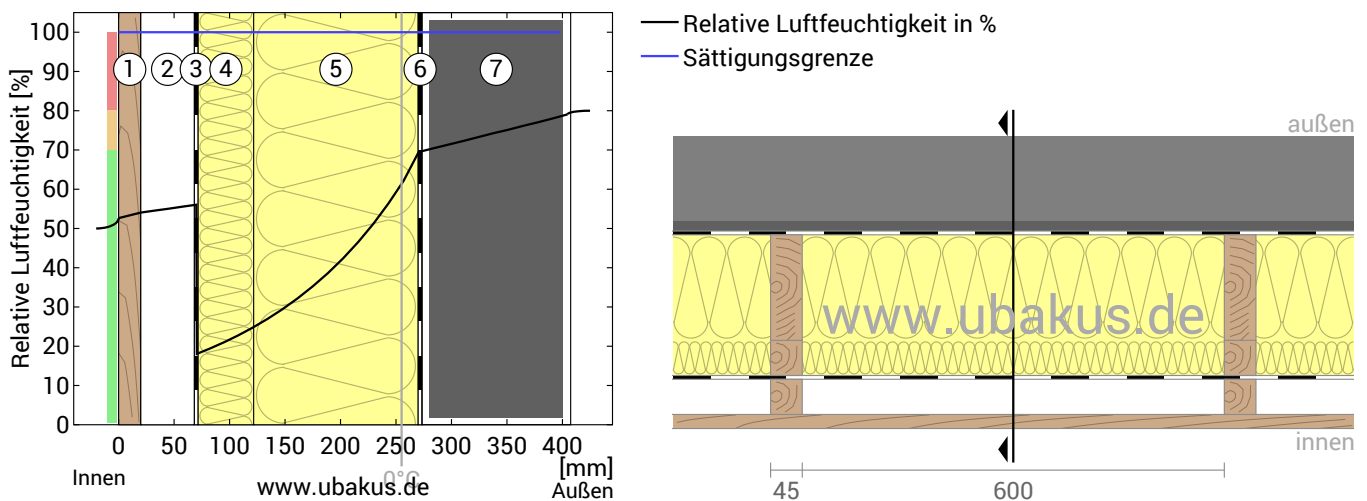 Relative Luftfeuchtigkeit [%]
100
90
80
70
60
50
40
30
20
10
0
1
2
3
4
5
6
7
0
50
100
150
200
250
300
350
400
[mm]
Innen
0°C
www.ubakus.de
Außen
Relative Luftfeuchtigkeit in %
Sättigungsgrenze
außen
www.ubakus.de
innen
45
600